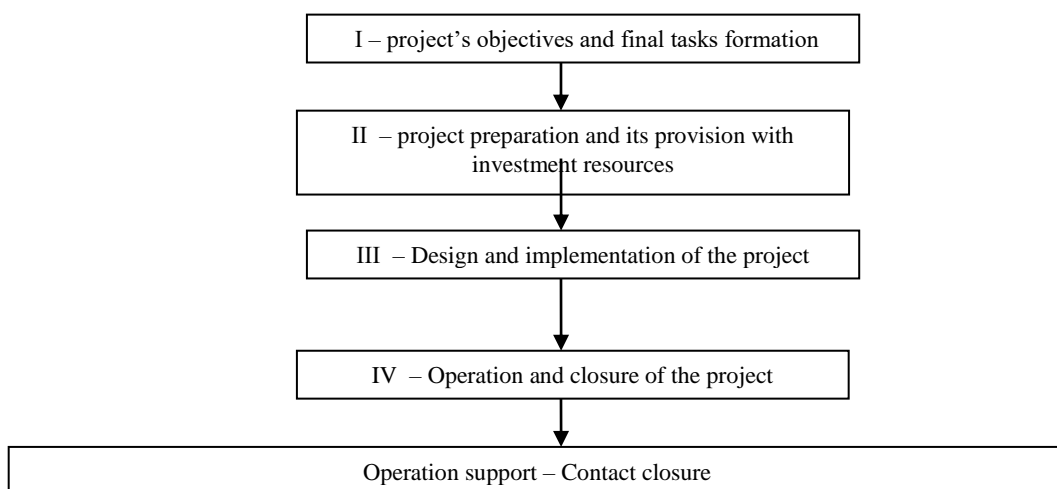 I – project’s objectives and final tasks formation
II – project preparation and its provision with
investment resources
III – Design and implementation of the project
IV – Operation and closure of the project
Operation support – Contact closure